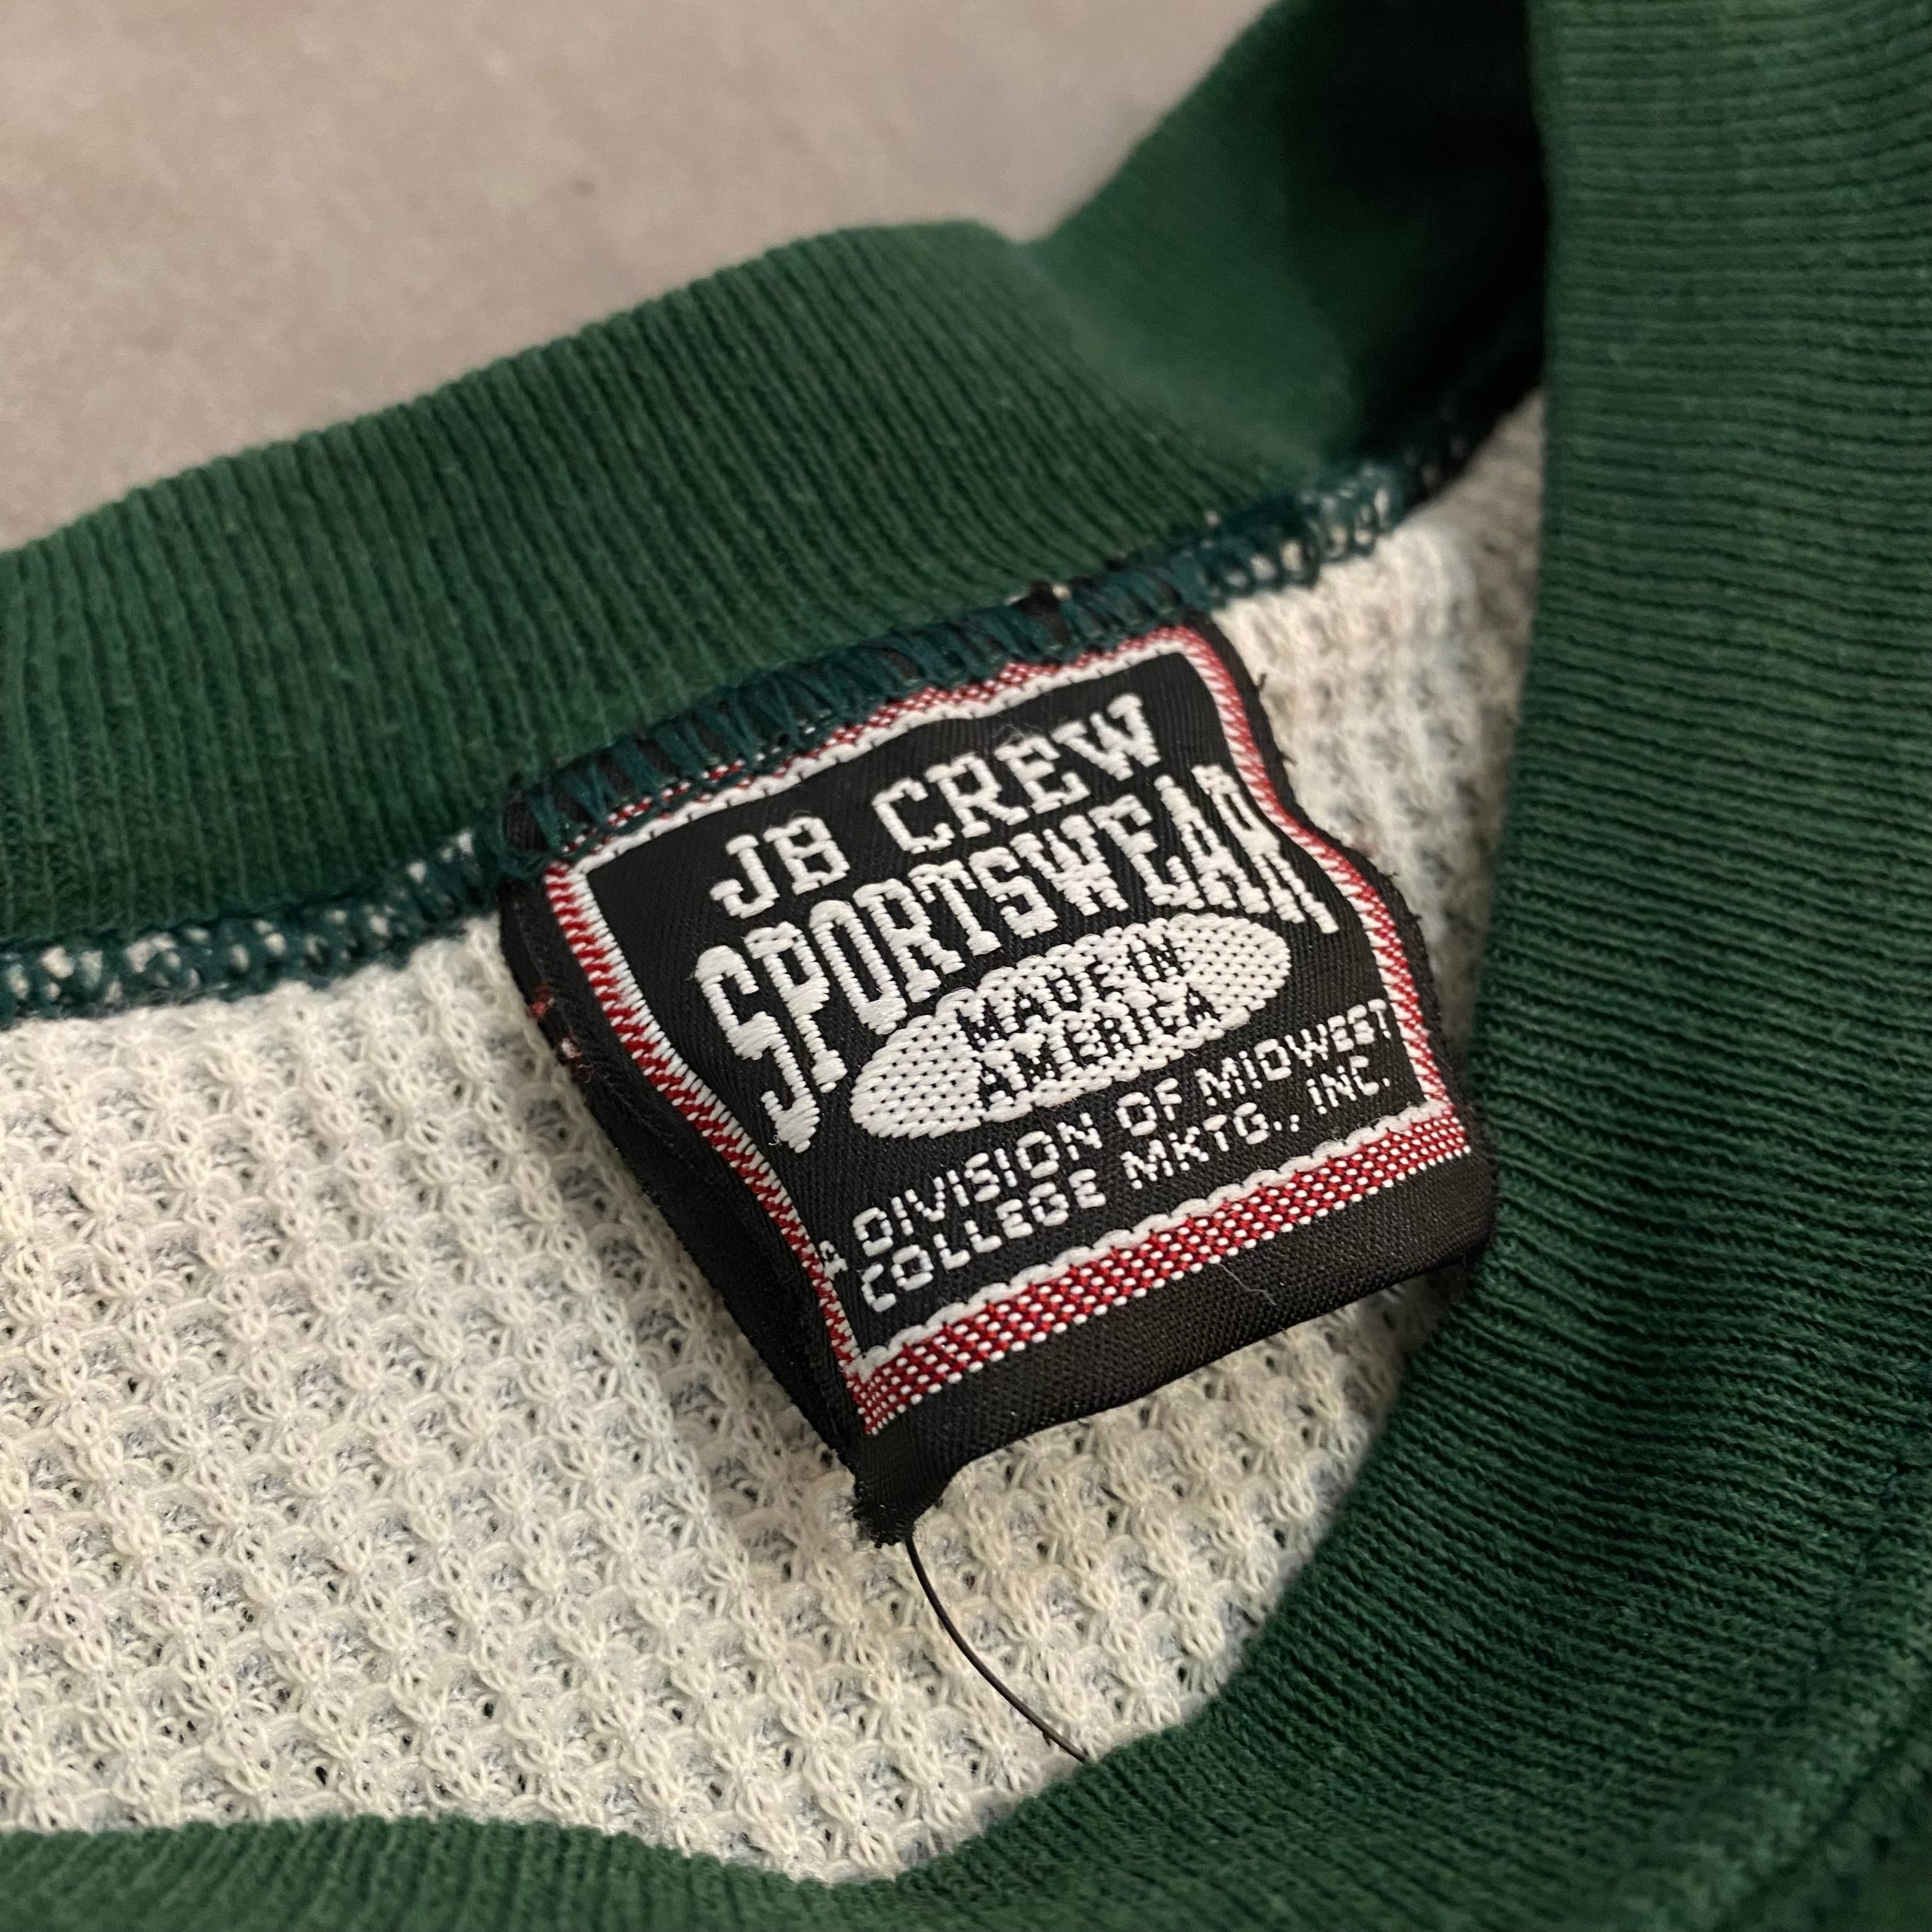 JB CREW
SPORTSWEAR
MADE IN
AMERICA
A DIVISION OF MIDWEST
COLLEGE MKTG., INC.